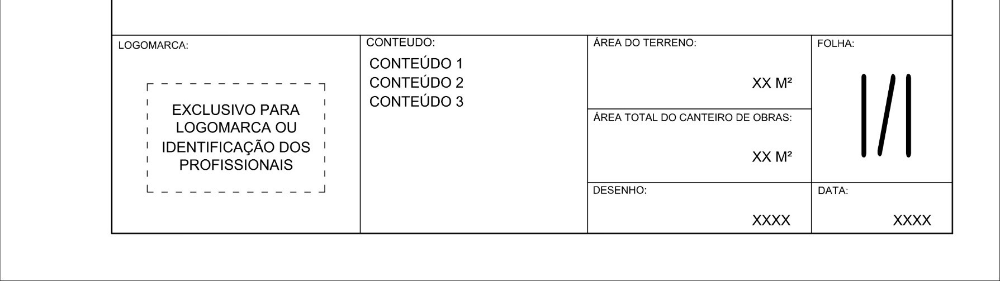 LOGOMARCA:
EXCLUSIVO PARA
LOGOMARCA OU
IDENTIFICAÇÃO DOS
PROFISSIONAIS
CONTEUDO:
CONTEÚDO 1
CONTEÚDO 2
CONTEÚDO 3
ÁREA DO TERRENO:
XX M²
ÁREA TOTAL DO CANTEIRO DE OBRAS:
XX M²
DESENHO:
XXXX
FOLHA:
1/1
DATA:
XXXX